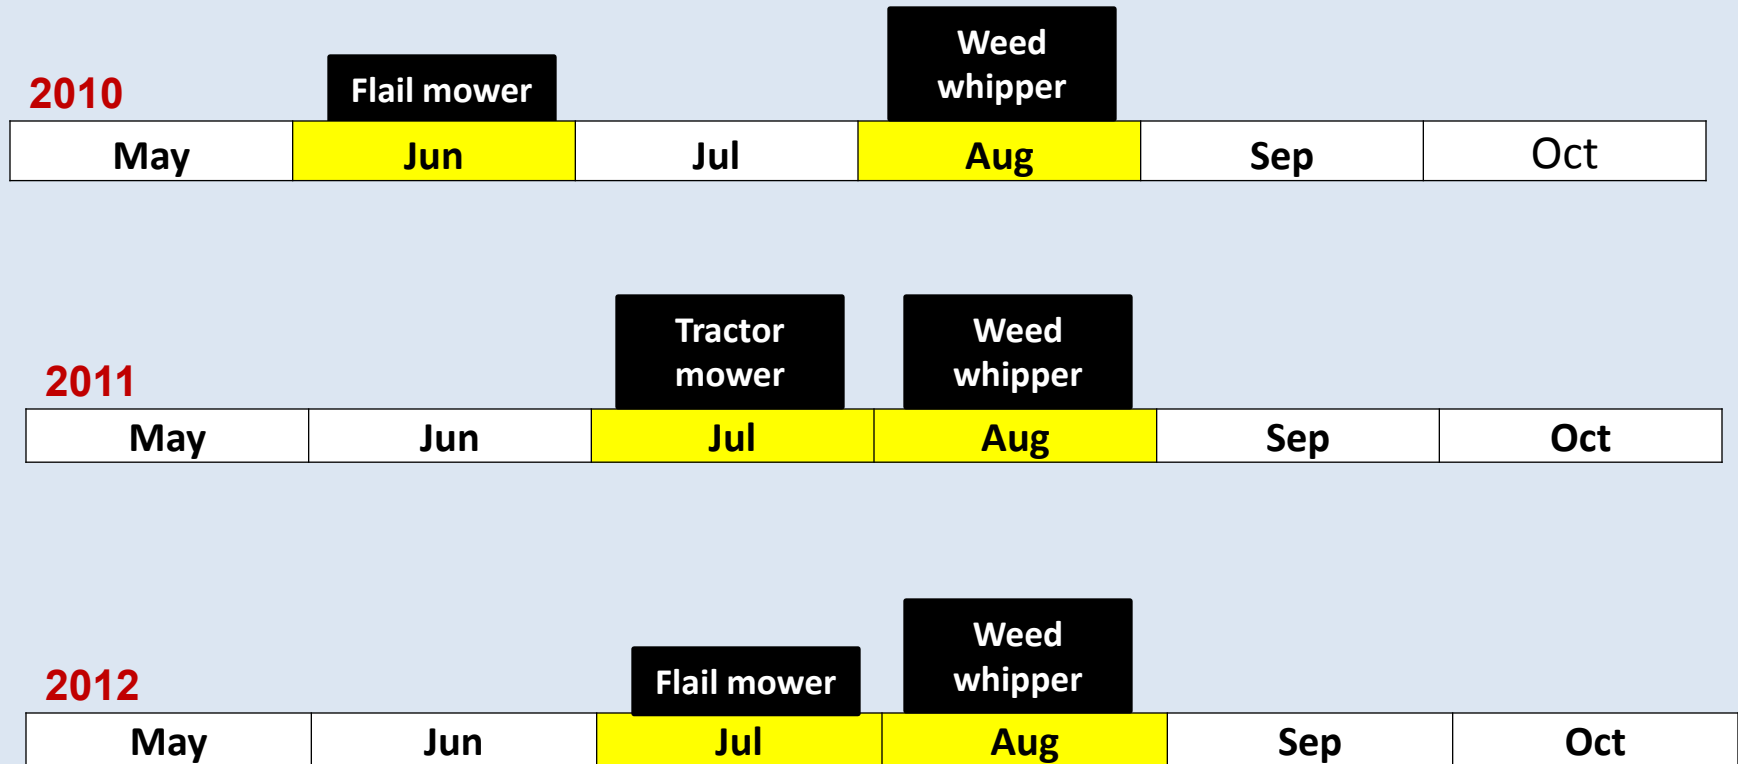 Weed
whipper
Flail mower
2010
May Jun Jul Aug Sep Oct
Tractor
mower
Weed
whipper
2011
May Jun Jul Aug Sep Oct
Weed
whipper
Flail mower
2012
May Jun Jul Aug Sep Oct